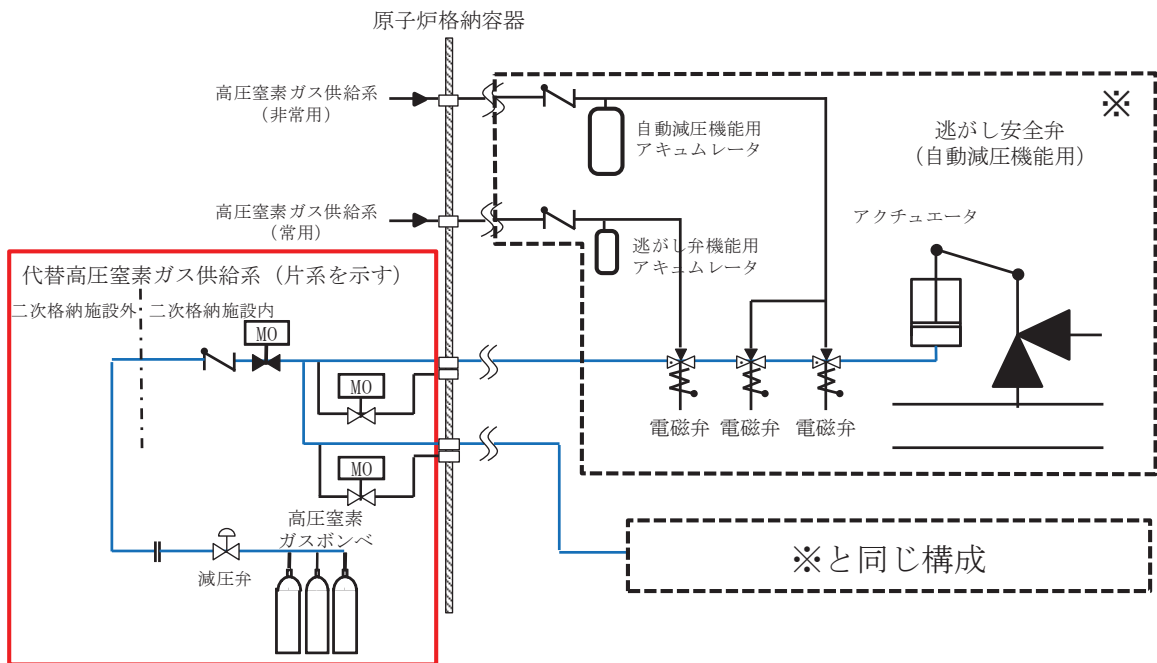 原子炉格納容器
高圧窒素ガス供給系
（非常用）
自動減圧機能用
アキュムレータ
※
逃がし安全弁
（自動減圧機能用）
高圧窒素ガス供給系
（常用）
逃がし弁機能用
アキュムレータ
アクチュエータ
代替高圧窒素ガス供給系（片系を示す）
二次格納施設外
二次格納施設内
MO
MO
電磁弁
電磁弁
電磁弁
MO
高圧窒素
ガスボンベ
減圧弁
※と同じ構成